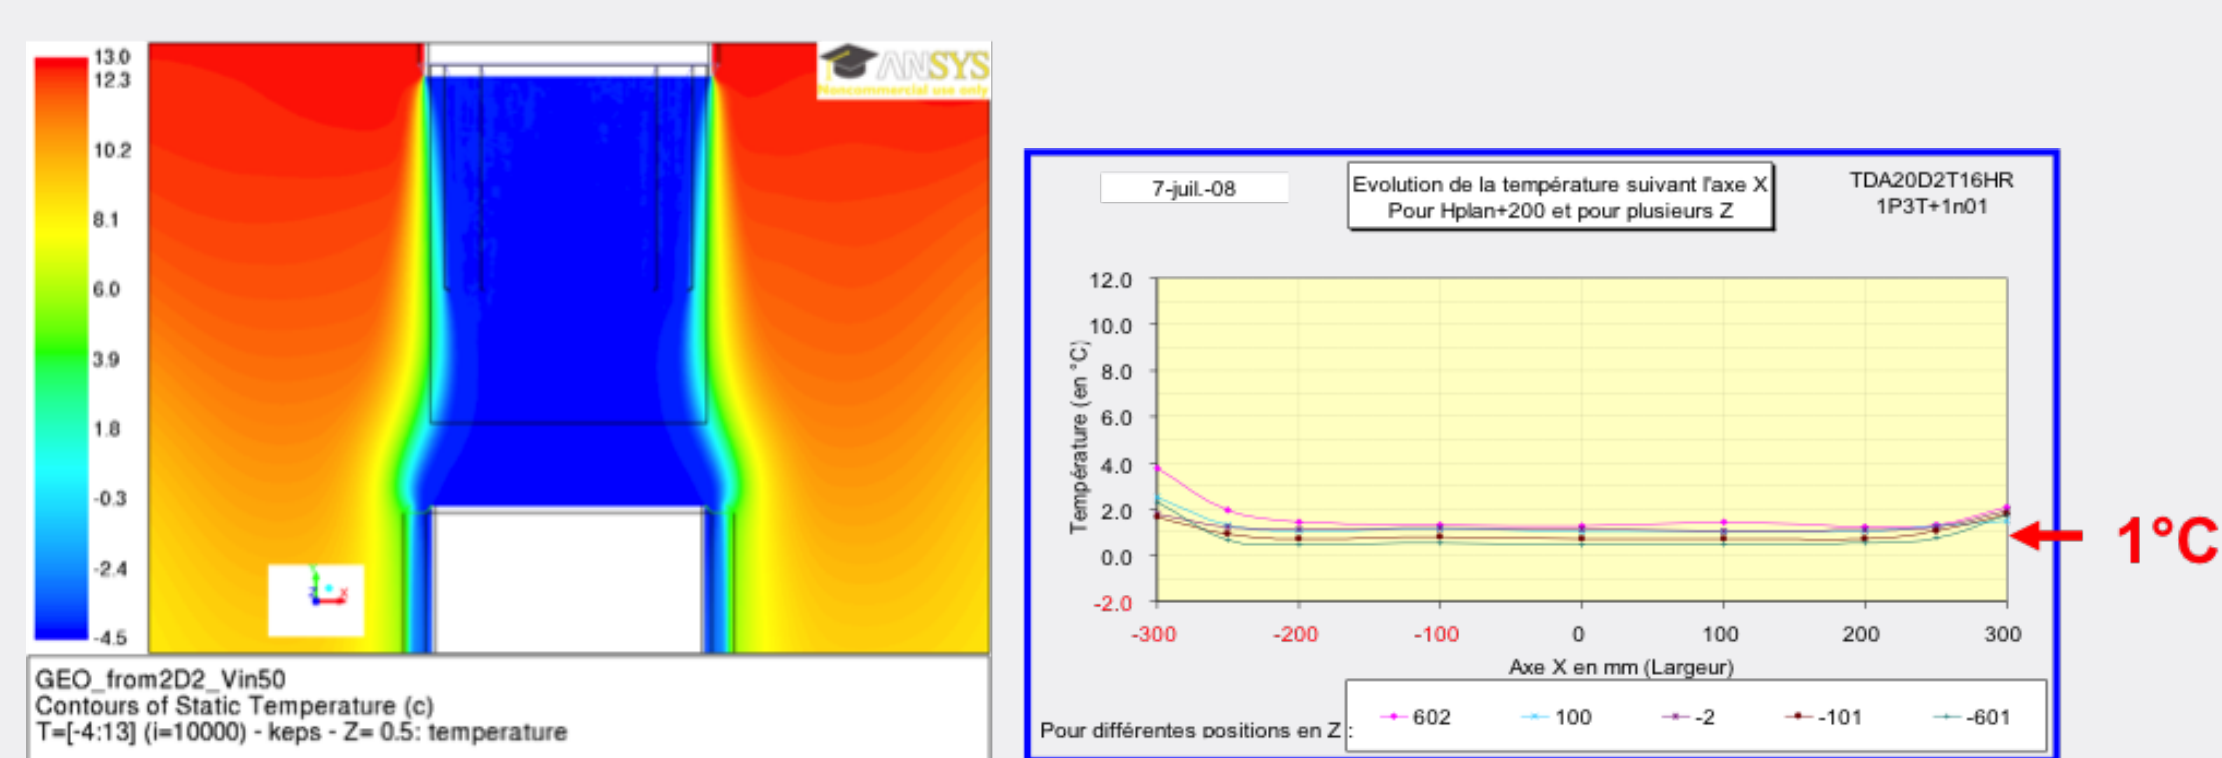 13.0
12.3
10.2
8.1
6.0
3.9
1.8
-0.3
-2.4
-4.5
ANSYS
Noncommercial use only
X
GEO_from2D2_Vin50
Contours of Static Temperature (c)
T=[-4:13] (i=10000) - keps - Z= 0.5: temperature
7-juil.-08
Evolution de la température suivant l'axe X
Pour Hplan+200 et pour plusieurs Z
TDA20D2T16HR
1P3T+1n01
Température (en °C)
12.0
10.0
8.0
6.0
4.0
2.0
0.0
-2.0
-300 -200 -100 0 100 200 300
Axe X en mm (Largeur)
Pour différentes positions en Z :
602 100 -2 -101 -601
1°C